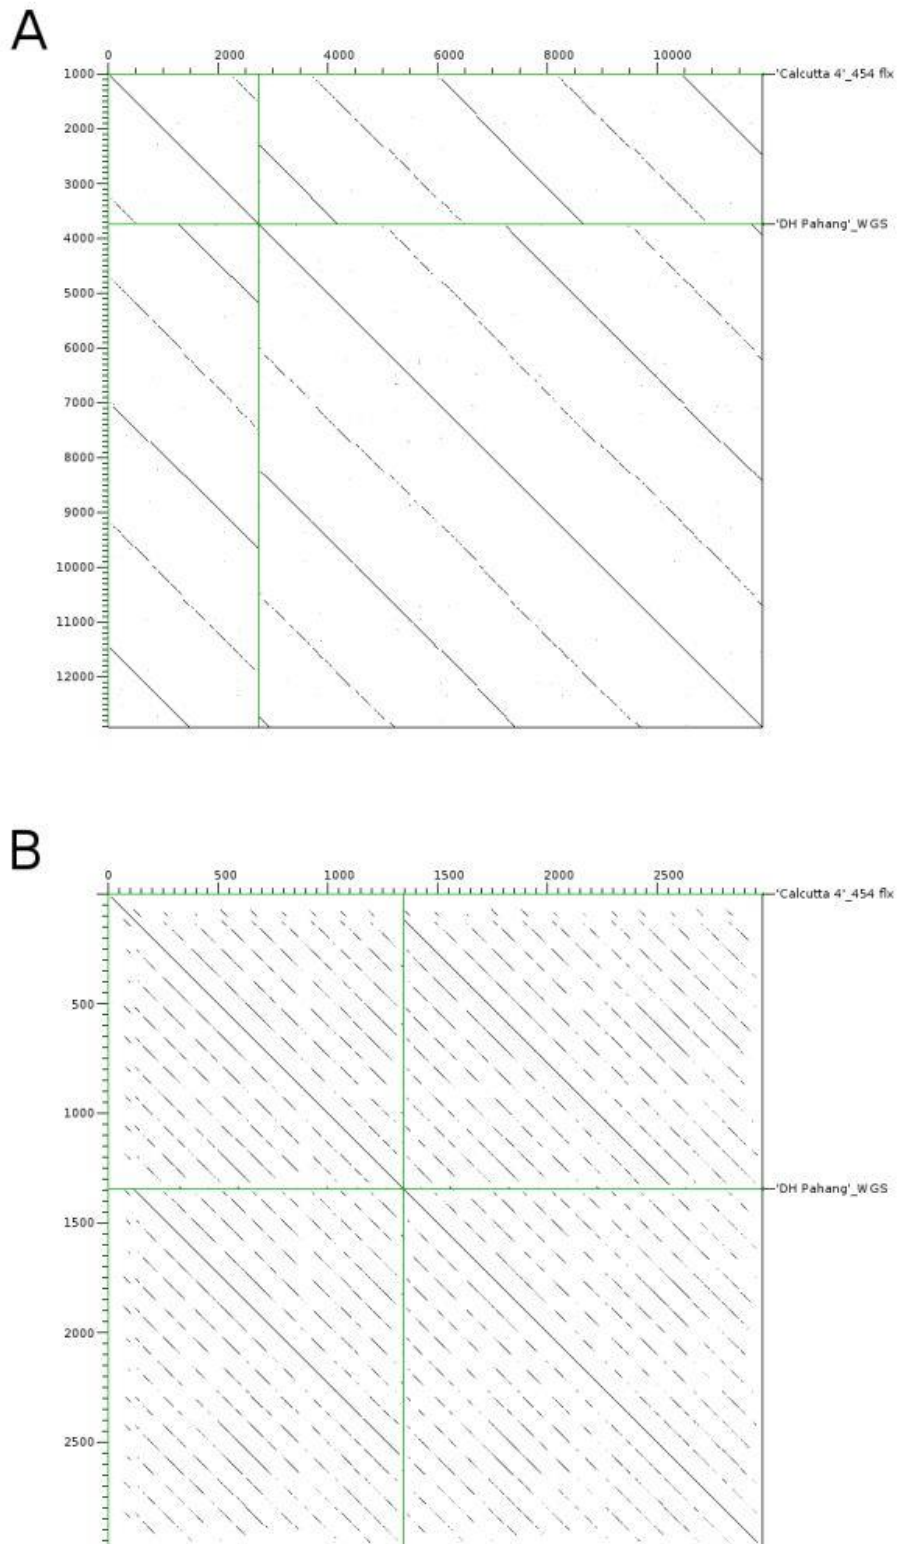 A
0 2000 4000 6000 8000 10000
1000 'Calcutta 4'_454 flx
2000
3000
'DH Pahang'_WGS
4000
5000
6000
7000
8000
9000
10000
11000
12000
B
0 500 1000 1500 2000 2500
'Calcutta 4'_454 flx
500
1000
'DH Pahang'_WGS
1500
2000
2500